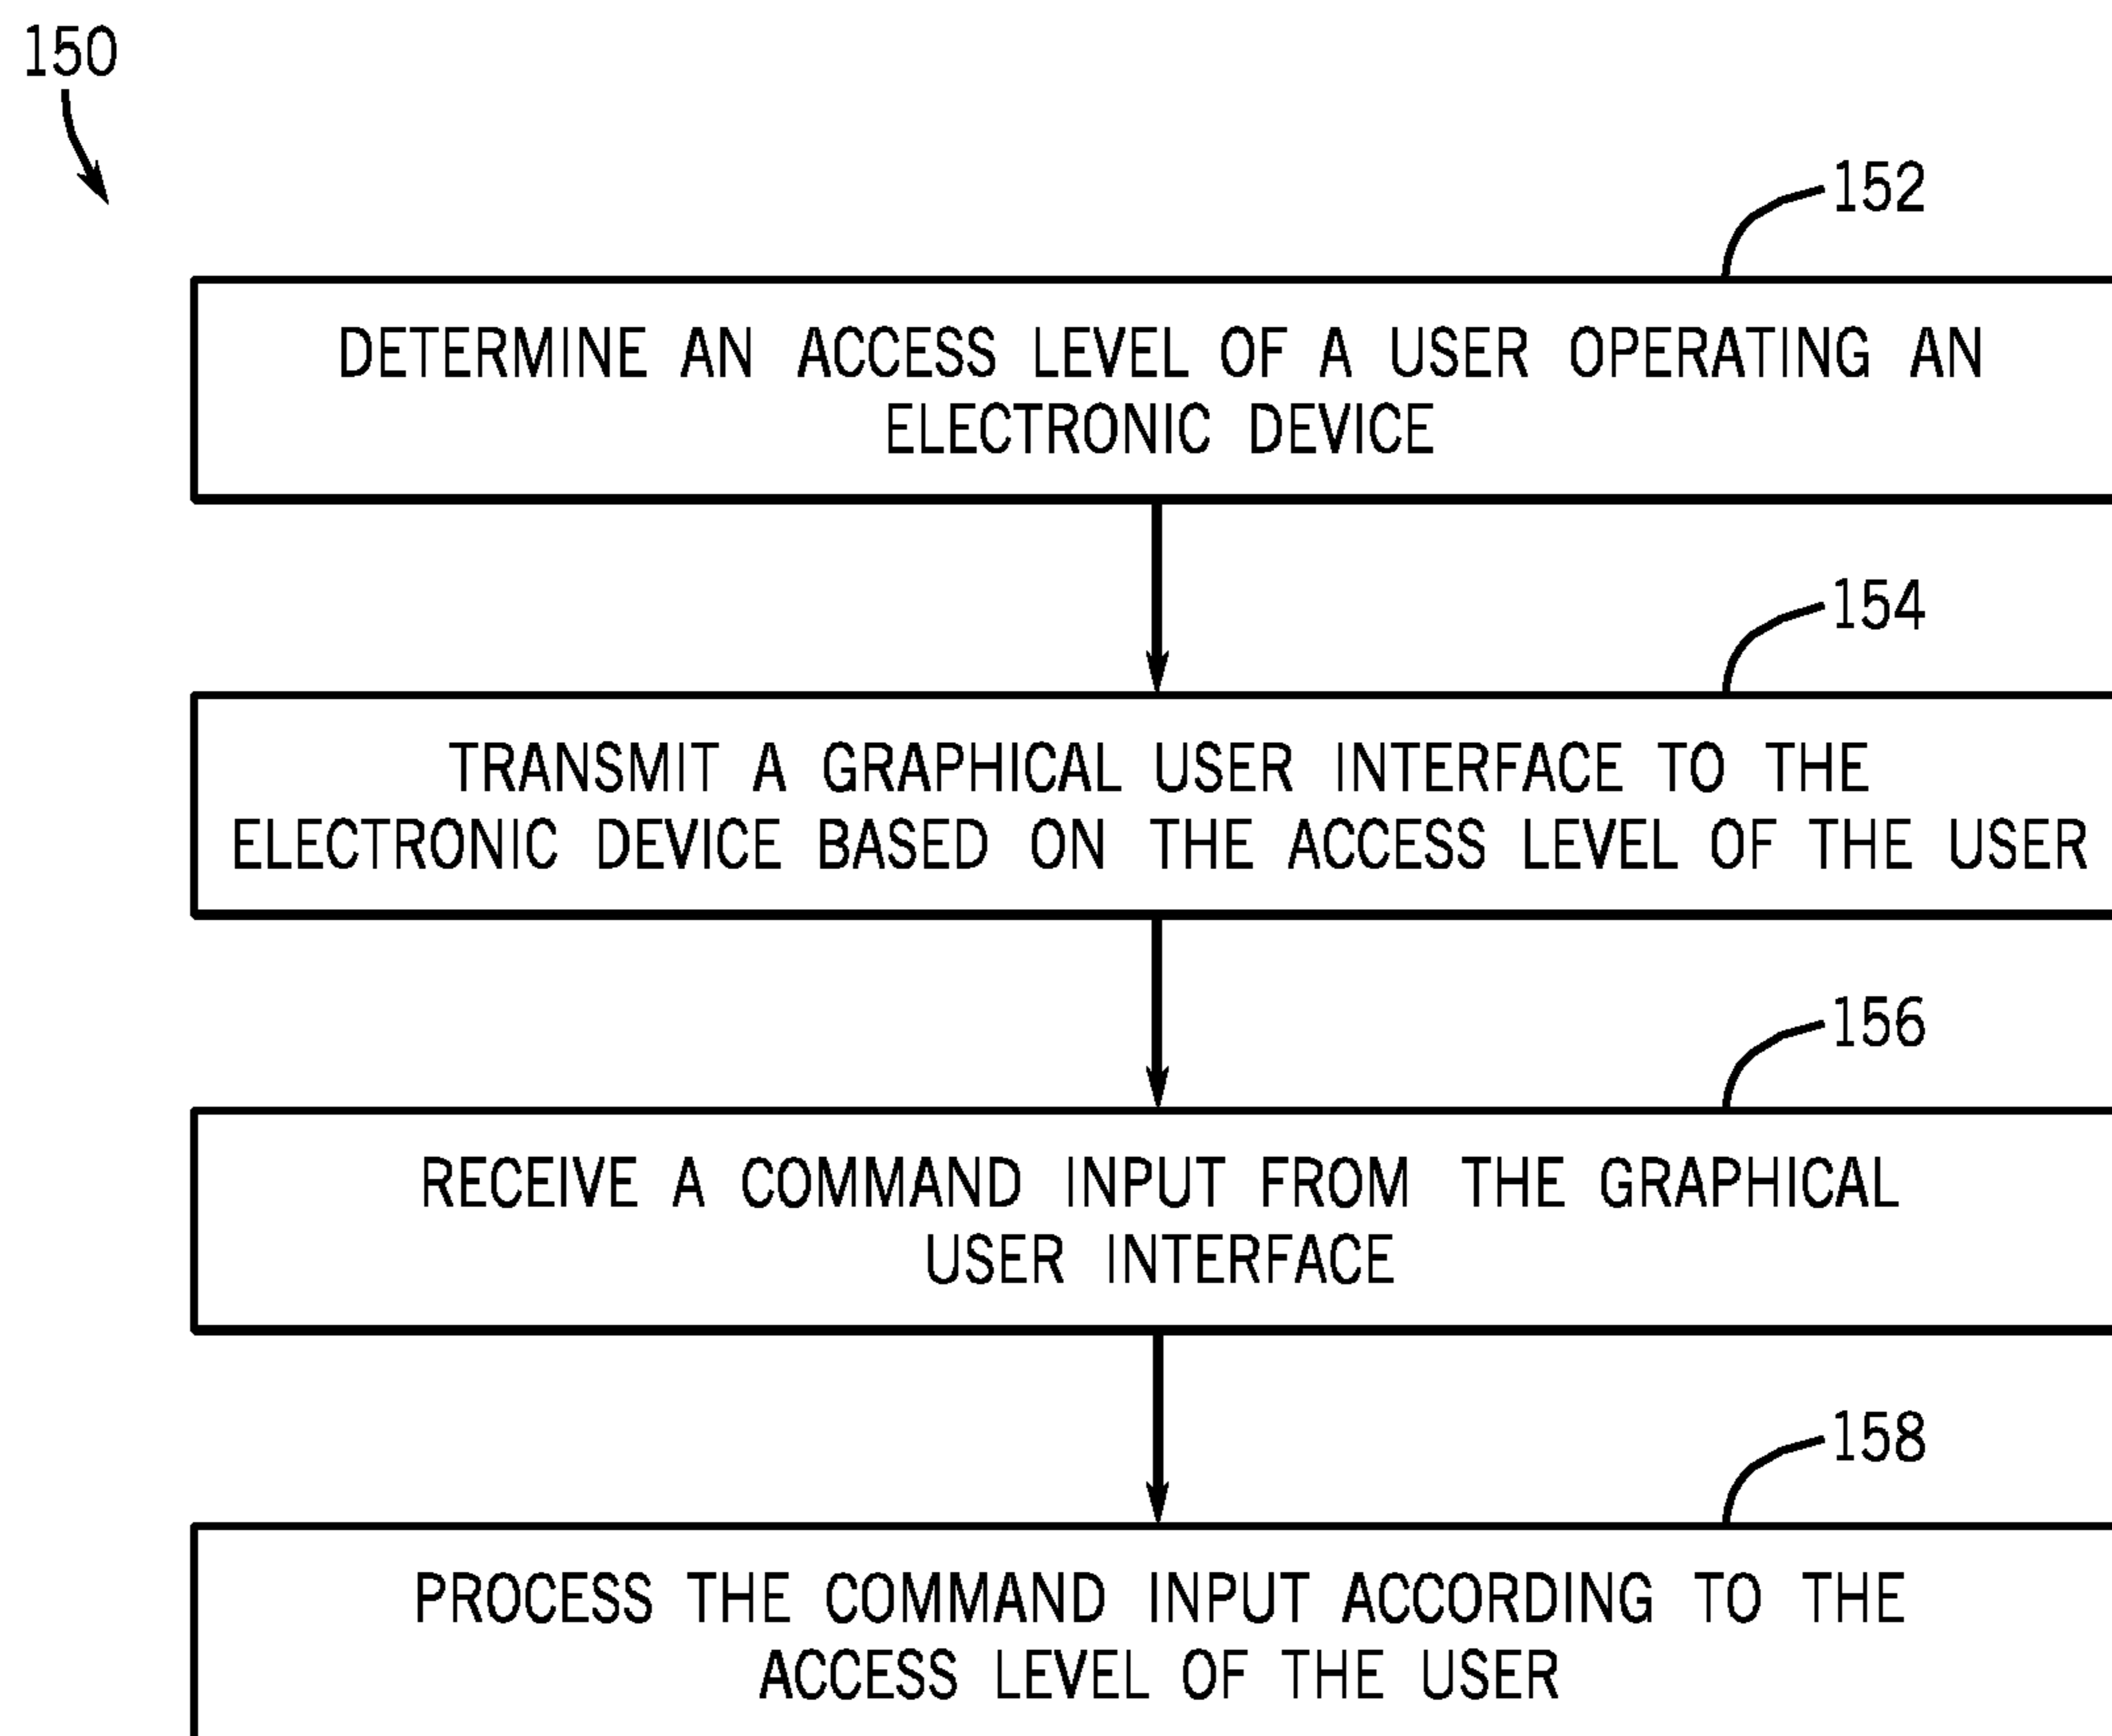 150
152
DETERMINE AN ACCESS LEVEL OF A USER OPERATING AN
ELECTRONIC DEVICE
154
TRANSMIT A GRAPHICAL USER INTERFACE TO THE
ELECTRONIC DEVICE BASED ON THE ACCESS LEVEL OF THE USER
156
RECEIVE A COMMAND INPUT FROM THE GRAPHICAL
USER INTERFACE
158
PROCESS THE COMMAND INPUT ACCORDING TO THE
ACCESS LEVEL OF THE USER